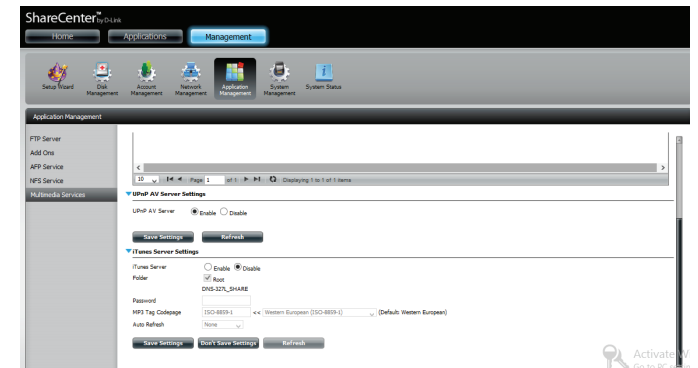 ShareCenter™ by D-Link
Home Applications Management
Setup Wizard Disk Management Account Management Network Management Application Management System Management System Status
Application Management
FTP Server
Add Ons
AFP Service
NFS Service
Multimedia Services
10 Page 1 of 1 Displaying 1 to 1 of 1 items
UPnP AV Server Settings
UPnP AV Server Enable Disable
Save Settings Refresh
iTunes Server Settings
iTunes Server Enable Disable
Folder Root
DNS-327L_SHARE
Password
MP3 Tag Codepage ISO-8859-1 << Western European (ISO-8859-1) (Default: Western European)
Auto Refresh None
Save Settings Don't Save Settings Refresh
Activate W
Go to PC